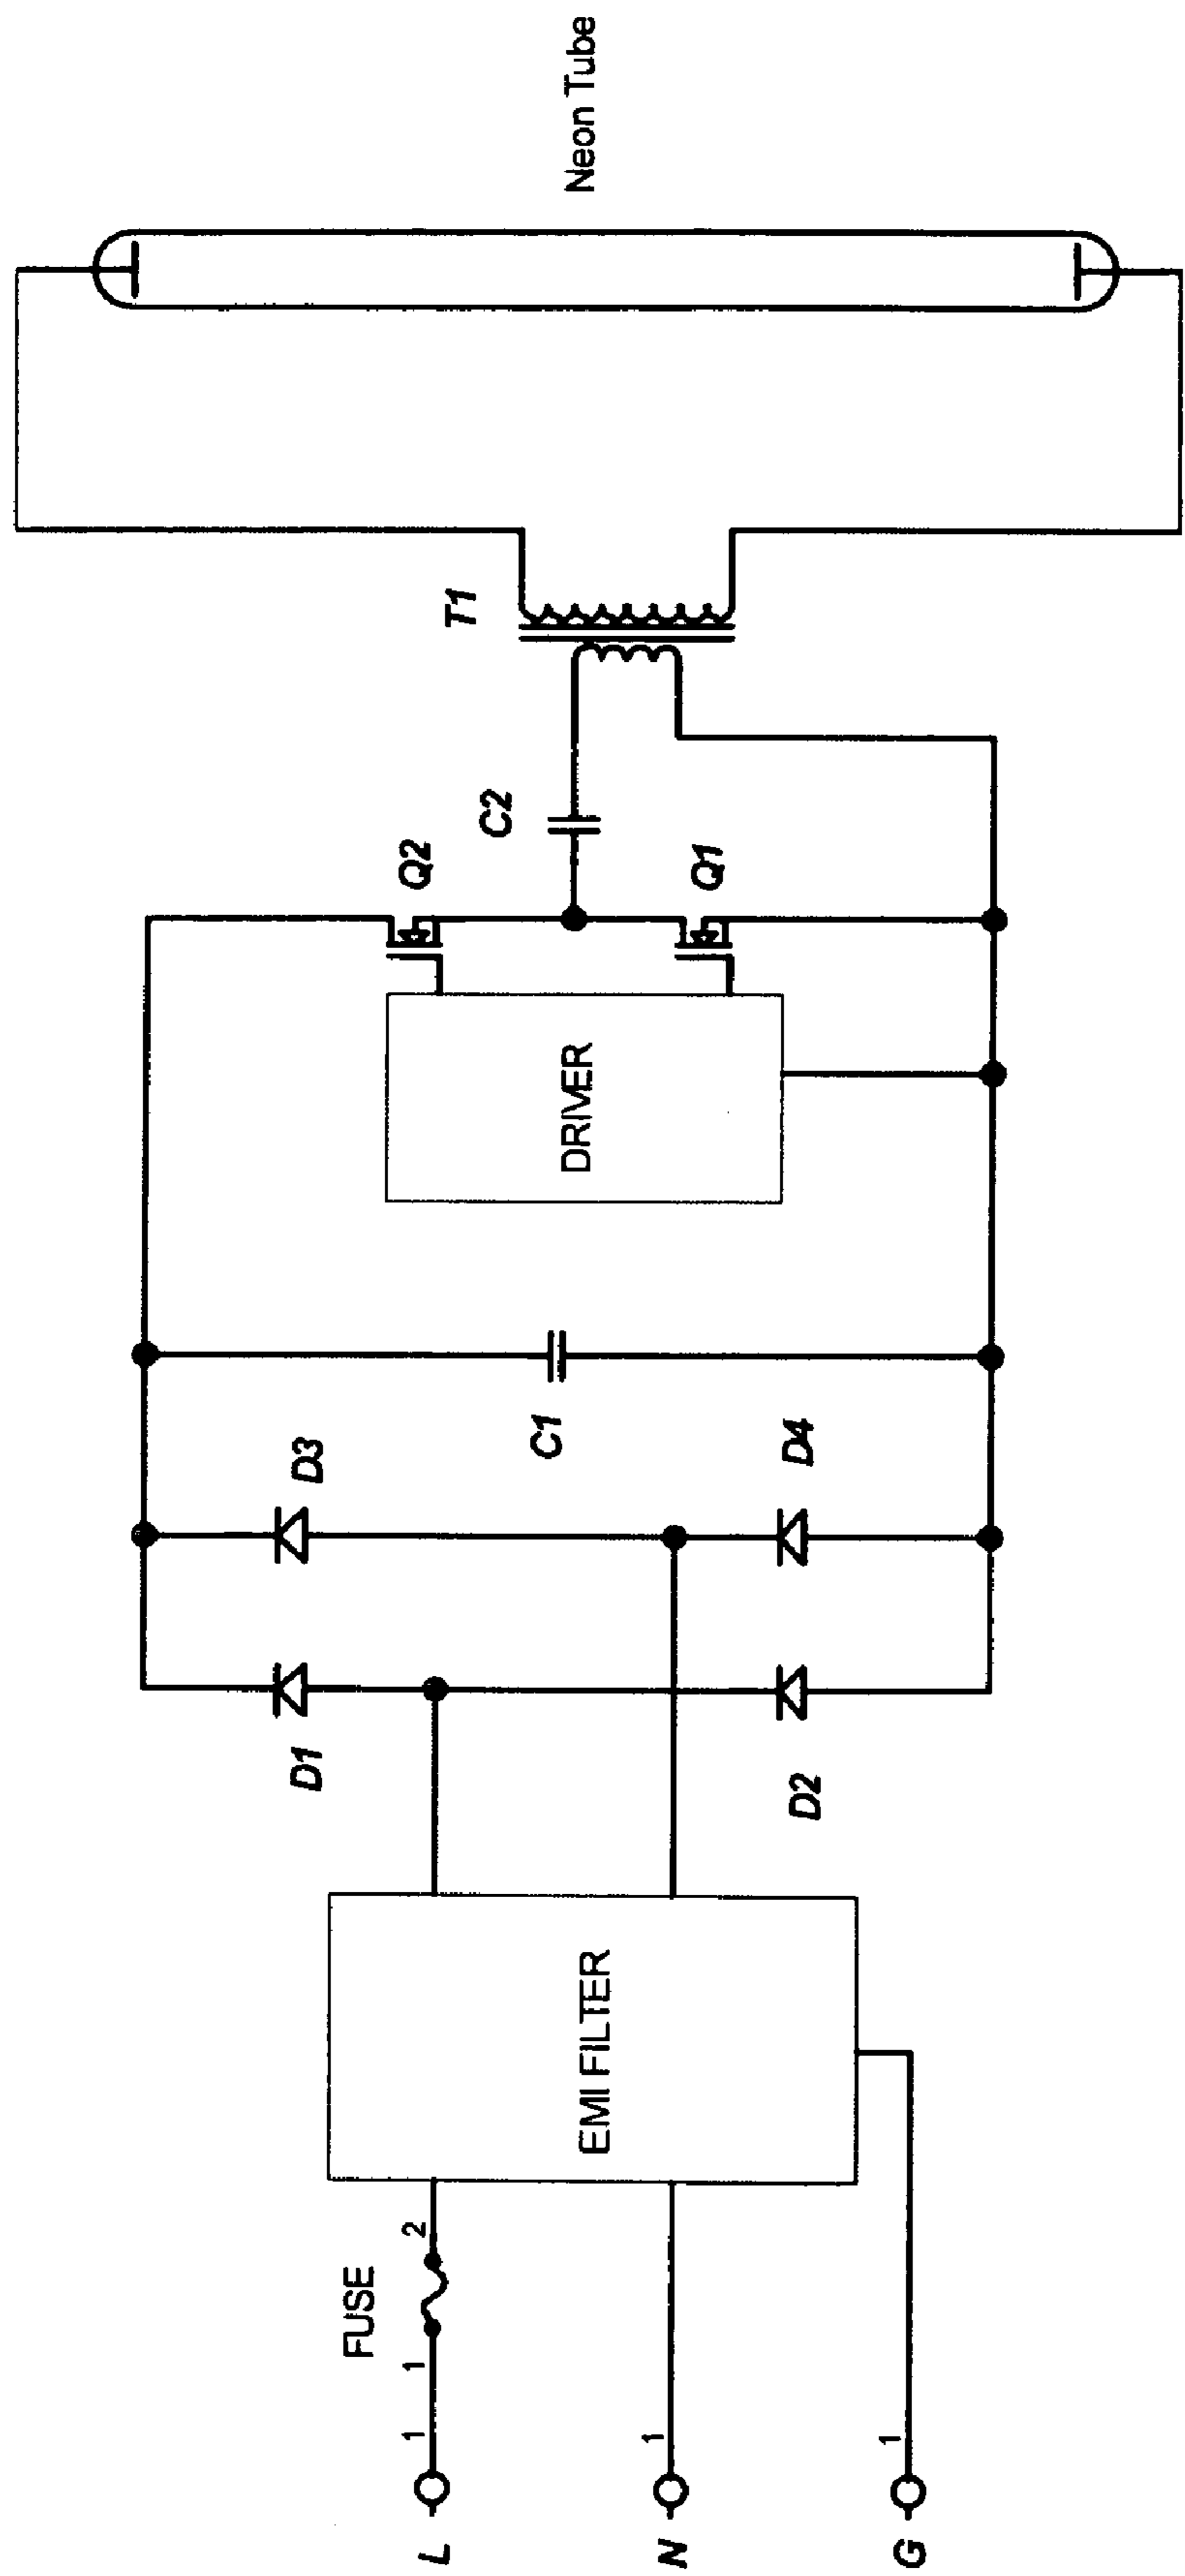 L
1
1
FUSE
2
N
1
G
1
EMI FILTER
D1
D2
D3
D4
C1
DRIVER
Q2
Q1
C2
T1
Neon Tube